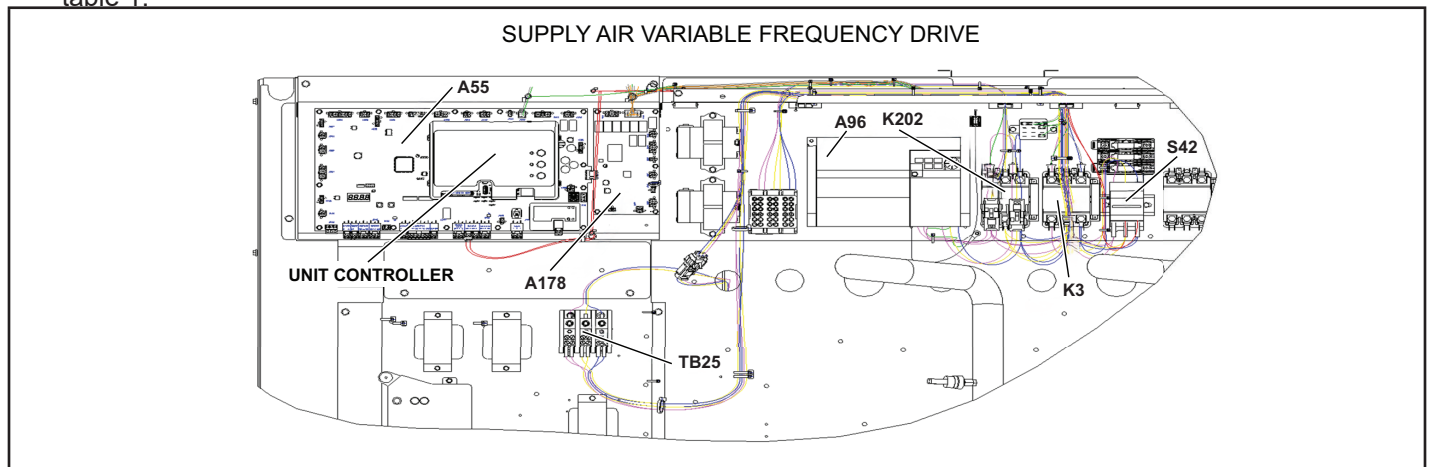 table 1.
SUPPLY AIR VARIABLE FREQUENCY DRIVE
A55
A96
K202
S42
UNIT CONTROLLER
A178
K3
TB25